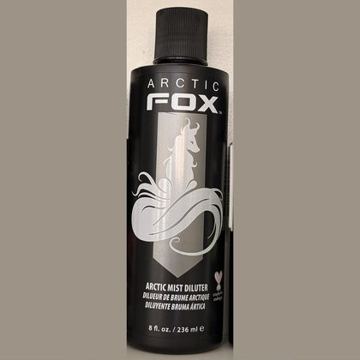 ARCTIC
FOX
ARCTIC MIST DILUTER
DILUEUR DE BRUME ARCTIQUE
DILUYENTE BRUMA ÁRTICA
8 fl. oz. / 236 ml e